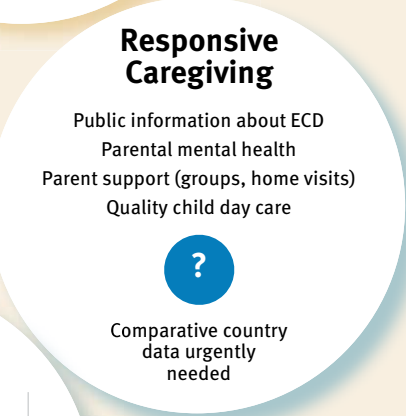 Responsive
Caregiving
Public information about ECD
Parental mental health
Parent support (groups, home visits)
Quality child day care
?
Comparative country
data urgently
needed